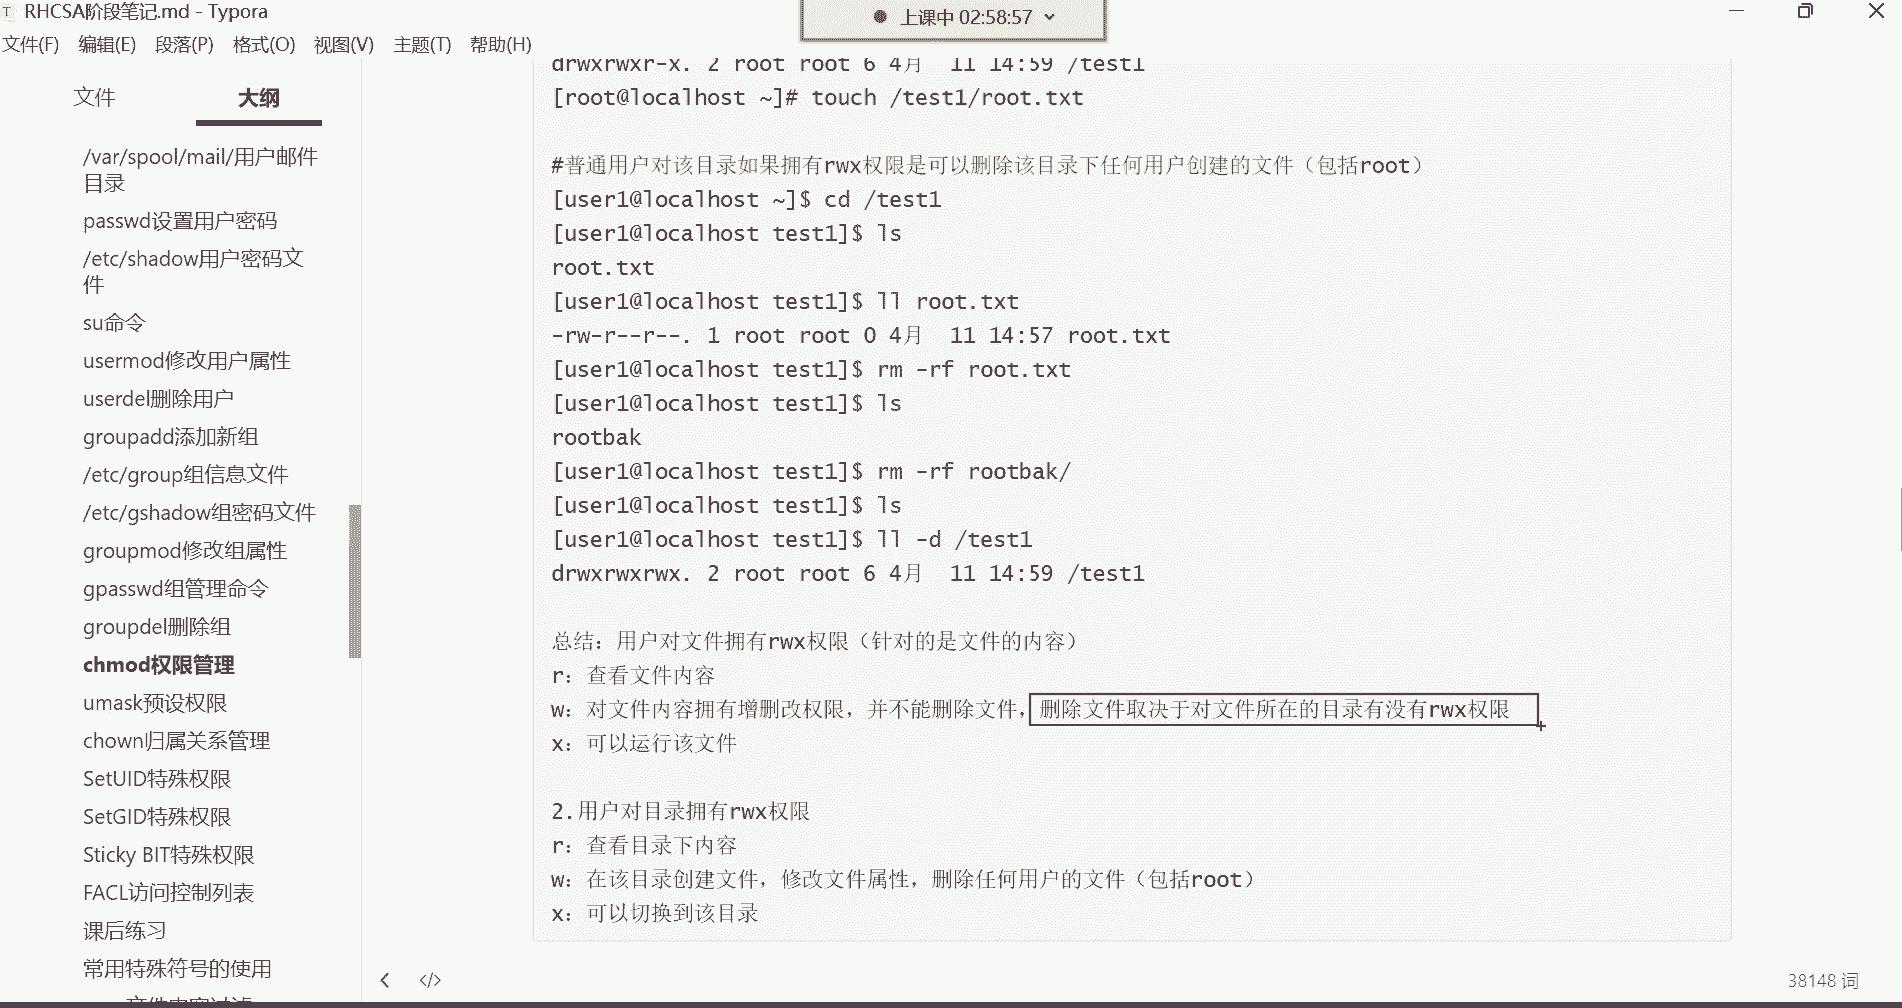 RHCSA阶段笔记.md - Typora
上课中 02:58:57
文件(F) 编辑(E) 段落(P) 格式(O) 视图(V) 主题(T) 帮助(H)
文件 大纲
/var/spool/mail/用户邮件
目录
passwd设置用户密码
/etc/shadow用户密码文
件
su命令
usermod修改用户属性
userdel删除用户
groupadd添加新组
/etc/group组信息文件
/etc/gshadow组密码文件
groupmod修改组属性
gpasswd组管理命令
groupdel删除组
chmod权限管理
umask预设权限
chown归属关系管理
SetUID特殊权限
SetGID特殊权限
Sticky BIT特殊权限
FACL访问控制列表
课后练习
常用特殊符号的使用
drwxrwxr-x. 2 root root 6 4月  11 14:59 /test1
[root@localhost ~]# touch /test1/root.txt
#普通用户对该目录如果拥有rwx权限是可以删除该目录下任何用户创建的文件（包括root）
[user1@localhost ~]$ cd /test1
[user1@localhost test1]$ ls
root.txt
[user1@localhost test1]$ ll root.txt
-rw-r--r--. 1 root root 0 4月  11 14:57 root.txt
[user1@localhost test1]$ rm -rf root.txt
[user1@localhost test1]$ ls
rootbak
[user1@localhost test1]$ rm -rf rootbak/
[user1@localhost test1]$ ls
[user1@localhost test1]$ ll -d /test1
drwxrwxrwx. 2 root root 6 4月  11 14:59 /test1
总结：用户对文件拥有rwx权限（针对的是文件的内容）
r：查看文件内容
w：对文件内容拥有增删改权限，并不能删除文件，删除文件取决于对文件所在的目录有没有rwx权限
x：可以运行该文件
2.用户对目录拥有rwx权限
r：查看目录下内容
w：在该目录创建文件，修改文件属性，删除任何用户的文件（包括root）
x：可以切换到该目录
38148 词